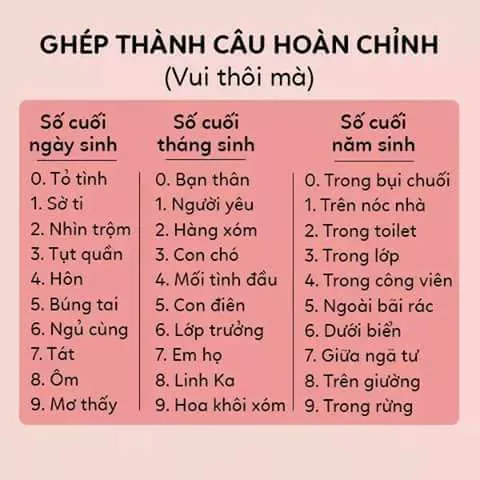 GHÉP THÀNH CÂU HOÀN CHỈNH
(Vui thôi mà)
Số cuối
ngày sinh
0. Tỏ tình
1. Sờ ti
2. Nhìn trộm
3. Tụt quần
4. Hôn
5. Búng tai
6. Ngủ cùng
7. Tát
8. Ôm
9. Mơ thấy
Số cuối
tháng sinh
0. Bạn thân
1. Người yêu
2. Hàng xóm
3. Con chó
4. Mối tình đầu
5. Con điên
6. Lớp trưởng
7. Em họ
8. Linh Ka
9. Hoa khôi xóm
Số cuối
năm sinh
0. Trong bụi chuối
1. Trên nóc nhà
2. Trong toilet
3. Trong lớp
4. Trong công viên
5. Ngoài bãi rác
6. Dưới biển
7. Giữa ngã tư
8. Trên giường
9. Trong rừng